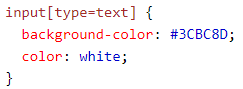 input[type=text] {
  background-color: #3CBC8D;
  color: white;
}